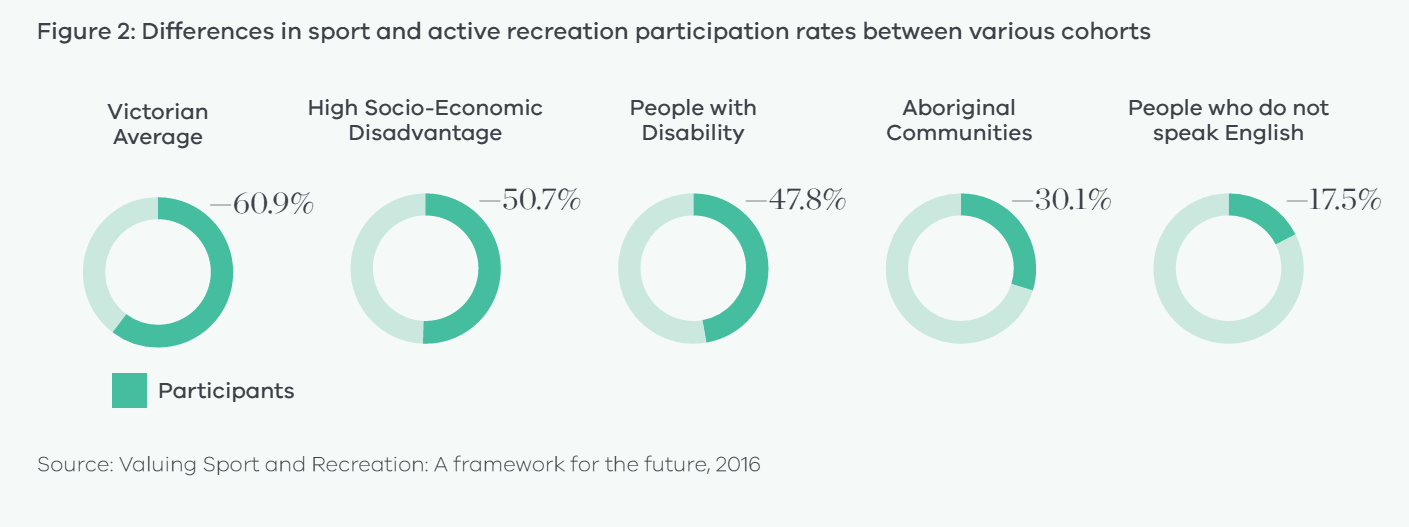 Figure 2: Differences in sport and active recreation participation rates between various cohorts
Victorian
Average
High Socio-Economic
Disadvantage
People with
Disability
Aboriginal
Communities
People who do not
speak English
60.9%
50.7%
47.8%
30.1%
17.5%
Participants
Source: Valuing Sport and Recreation: A framework for the future, 2016